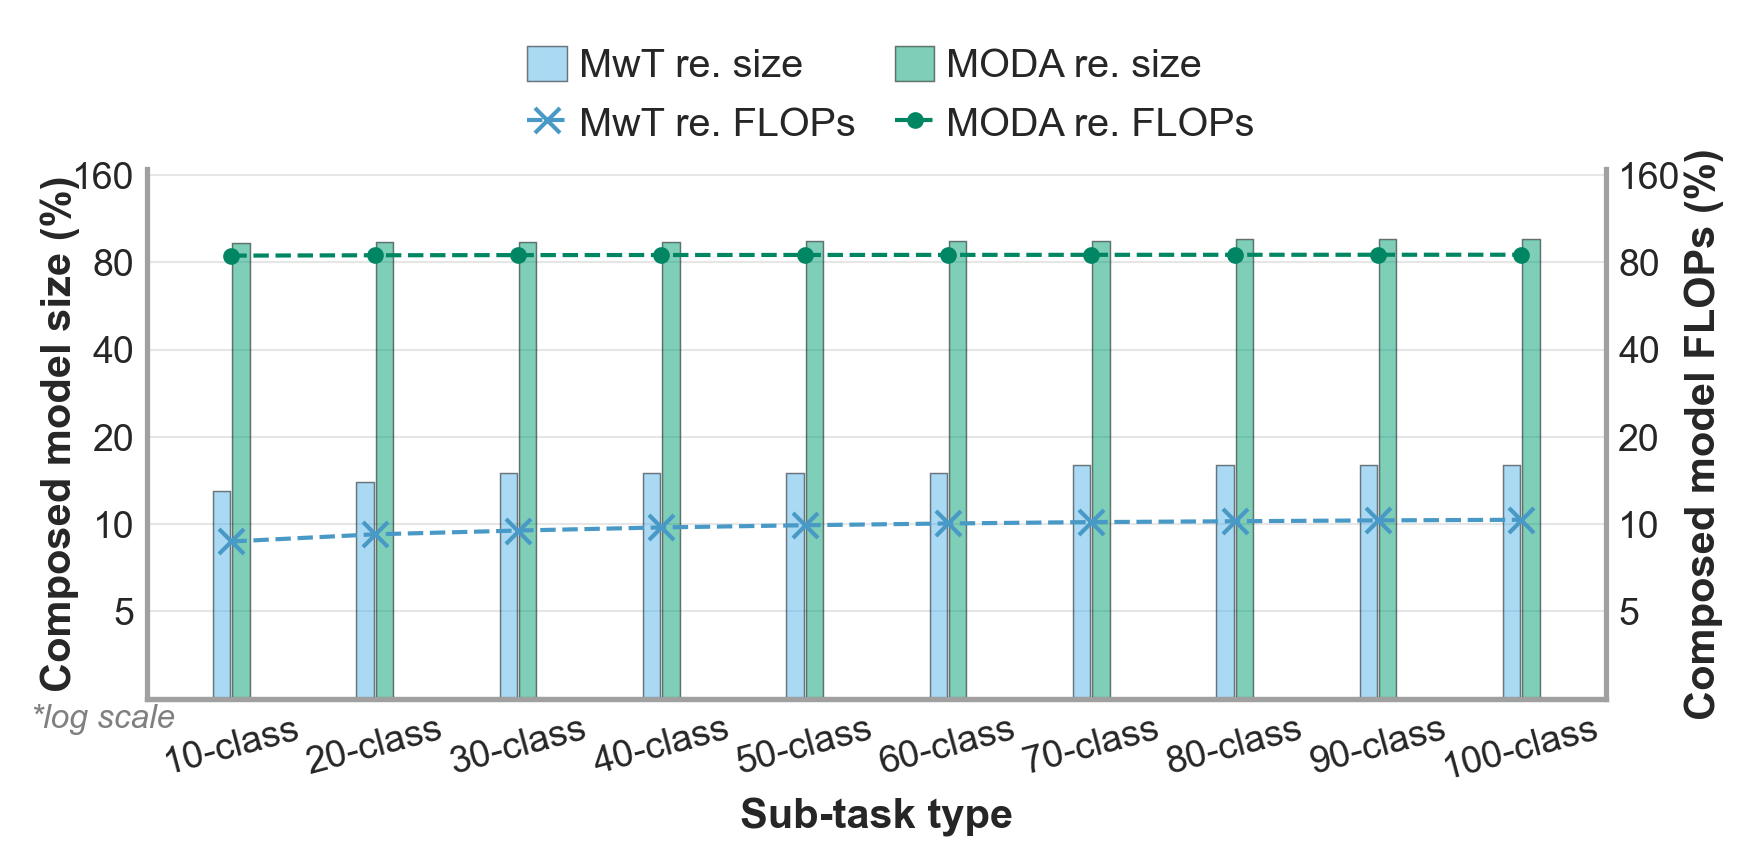 MwT re. size
MODA re. size
MwT re. FLOPs
MODA re. FLOPs
Composed model size (%)
160
80
40
20
10
5
160
80
40
20
10
5
Composed model FLOPs (%)
*log scale
10-class
20-class
30-class
40-class
50-class
60-class
70-class
80-class
90-class
100-class
Sub-task type